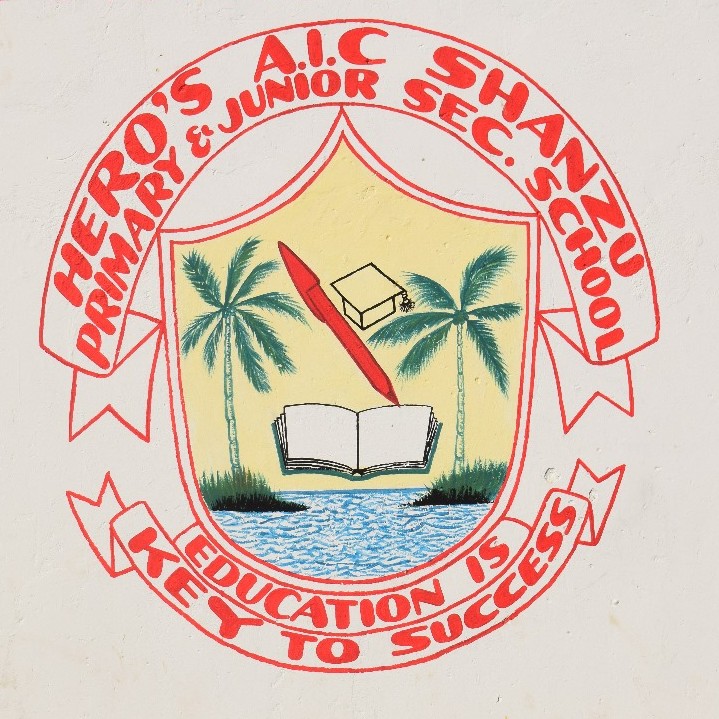 HERO'S A.I.C SHANZU
PRIMARY & JUNIOR SEC. SCHOOL
EDUCATION IS
KEY TO SUCCESS